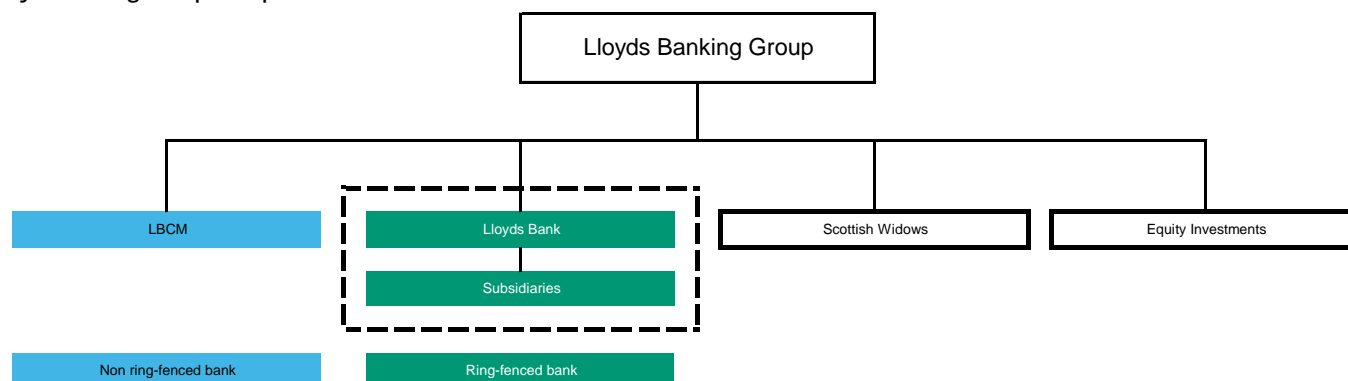 Lloyds Banking Group
LBCM
Lloyds Bank
Scottish Widows
Equity Investments
Subsidiaries
Non ring-fenced bank
Ring-fenced bank